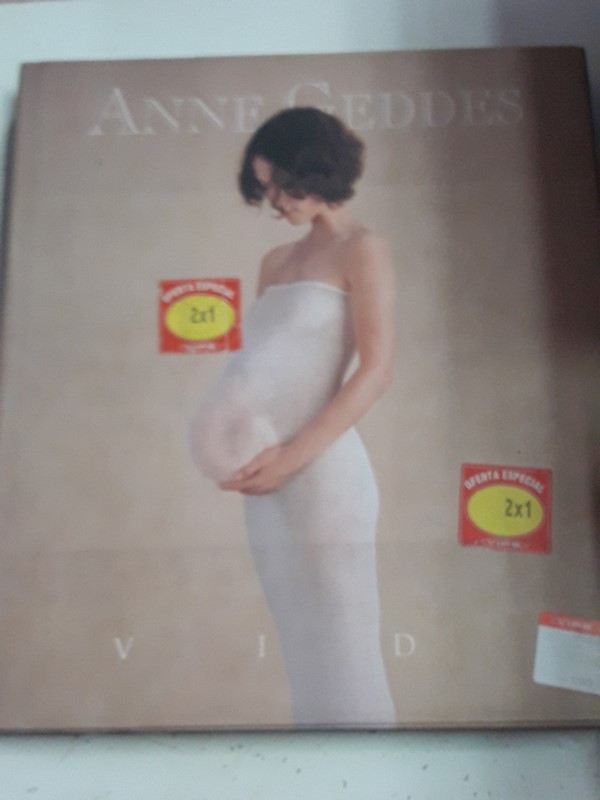 ANNE GEDDES
OFERTA ESPECIAL
2x1
OFERTA ESPECIAL
2x1
V I D